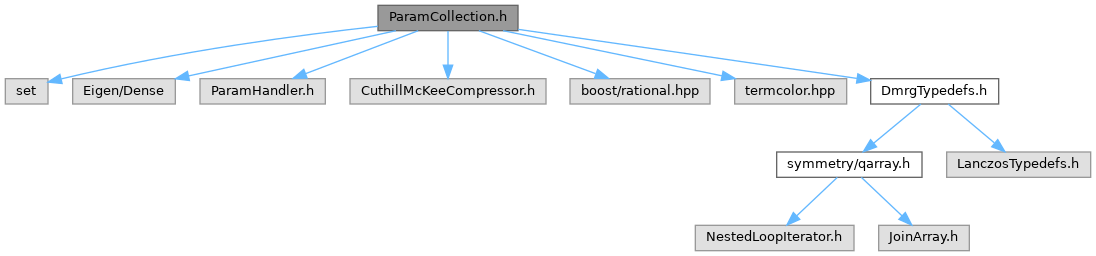 ParamCollection.h
set
Eigen/Dense
ParamHandler.h
CuthillMcKeeCompressor.h
boost/rational.hpp
termcolor.hpp
DmrgTypedefs.h
symmetry/qarray.h
LanczosTypedefs.h
NestedLoopIterator.h
JoinArray.h